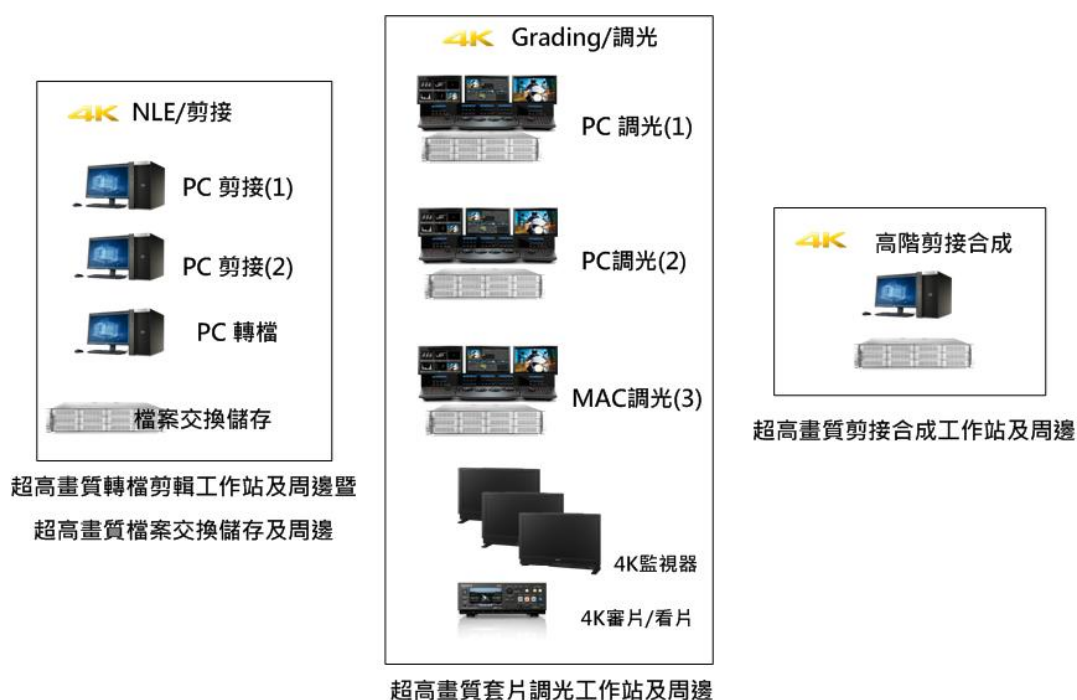 4K NLE/剪接
PC 剪接(1)
PC 剪接(2)
PC 轉檔
檔案交換儲存
超高畫質轉檔剪輯工作站及周邊暨
超高畫質檔案交換儲存及周邊
4K Grading/調光
PC 調光(1)
PC調光(2)
MAC調光(3)
4K監視器
4K審片/看片
超高畫質套片調光工作站及周邊
4K 高階剪接合成
超高畫質剪接合成工作站及周邊